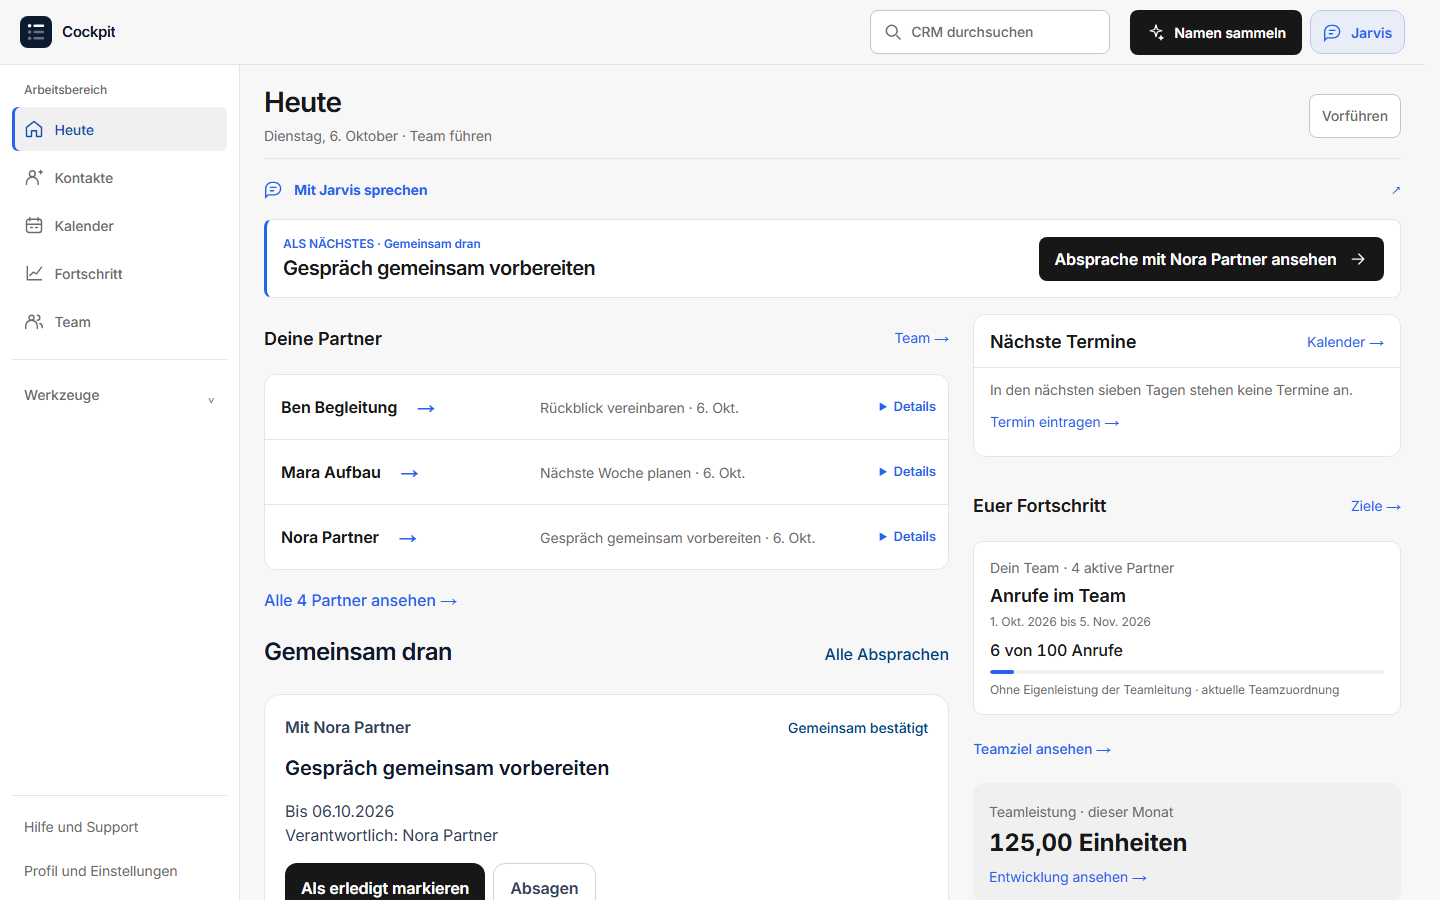 Cockpit
CRM durchsuchen
Namen sammeln
Jarvis
Arbeitsbereich
Heute
Kontakte
Kalender
Fortschritt
Team
Werkzeuge
Hilfe und Support
Profil und Einstellungen
Heute
Dienstag, 6. Oktober · Team führen
Vorführen
Mit Jarvis sprechen ↗
ALS NÄCHSTES · Gemeinsam dran
Gespräch gemeinsam vorbereiten
Absprache mit Nora Partner ansehen →
Deine Partner
Team →
Ben Begleitung → Rückblick vereinbaren · 6. Okt. ▶ Details
Mara Aufbau → Nächste Woche planen · 6. Okt. ▶ Details
Nora Partner → Gespräch gemeinsam vorbereiten · 6. Okt. ▶ Details
Alle 4 Partner ansehen →
Gemeinsam dran
Alle Absprachen
Mit Nora Partner
Gemeinsam bestätigt
Gespräch gemeinsam vorbereiten
Bis 06.10.2026
Verantwortlich: Nora Partner
Als erledigt markieren
Absagen
Nächste Termine
Kalender →
In den nächsten sieben Tagen stehen keine Termine an.
Termin eintragen →
Euer Fortschritt
Ziele →
Dein Team · 4 aktive Partner
Anrufe im Team
1. Okt. 2026 bis 5. Nov. 2026
6 von 100 Anrufe
Ohne Eigenleistung der Teamleitung · aktuelle Teamzuordnung
Teamziel ansehen →
Teamleistung · dieser Monat
125,00 Einheiten
Entwicklung ansehen →